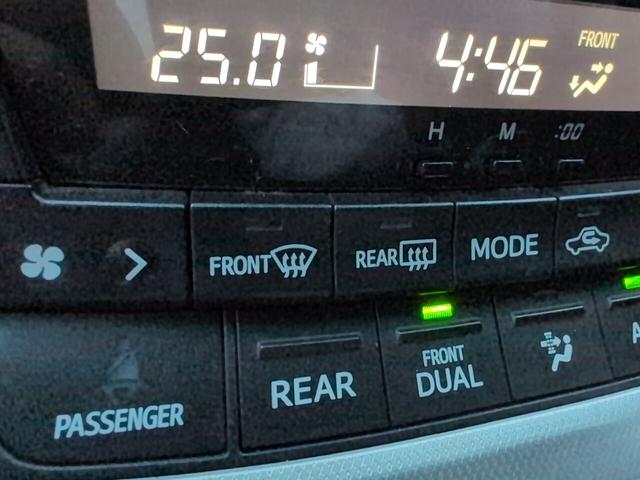 25.0 4:46 FRONT
H M :00
FRONT REAR MODE
PASSENGER REAR FRONT DUAL